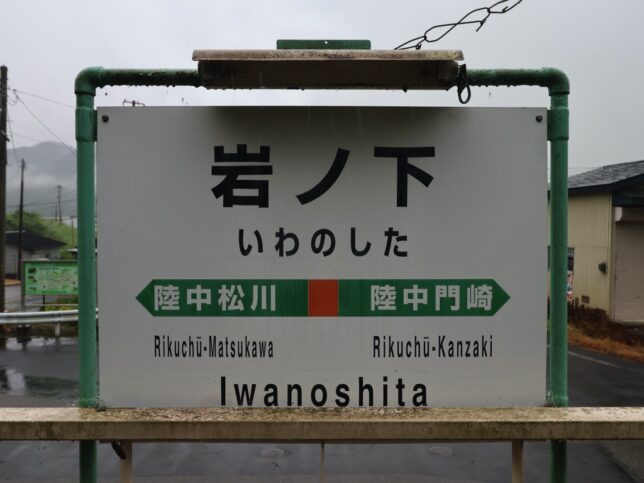 岩ノ下
いわのした
陸中松川 陸中門崎
Rikuchū-Matsukawa Rikuchū-Kanzaki
Iwanoshita